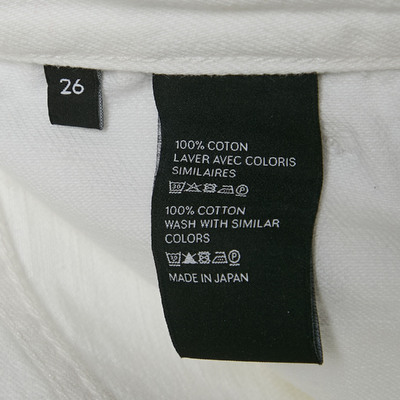 26
100% COTON
LAVER AVEC COLORIS
SIMILAIRES
100% COTTON
WASH WITH SIMILAR
COLORS
MADE IN JAPAN